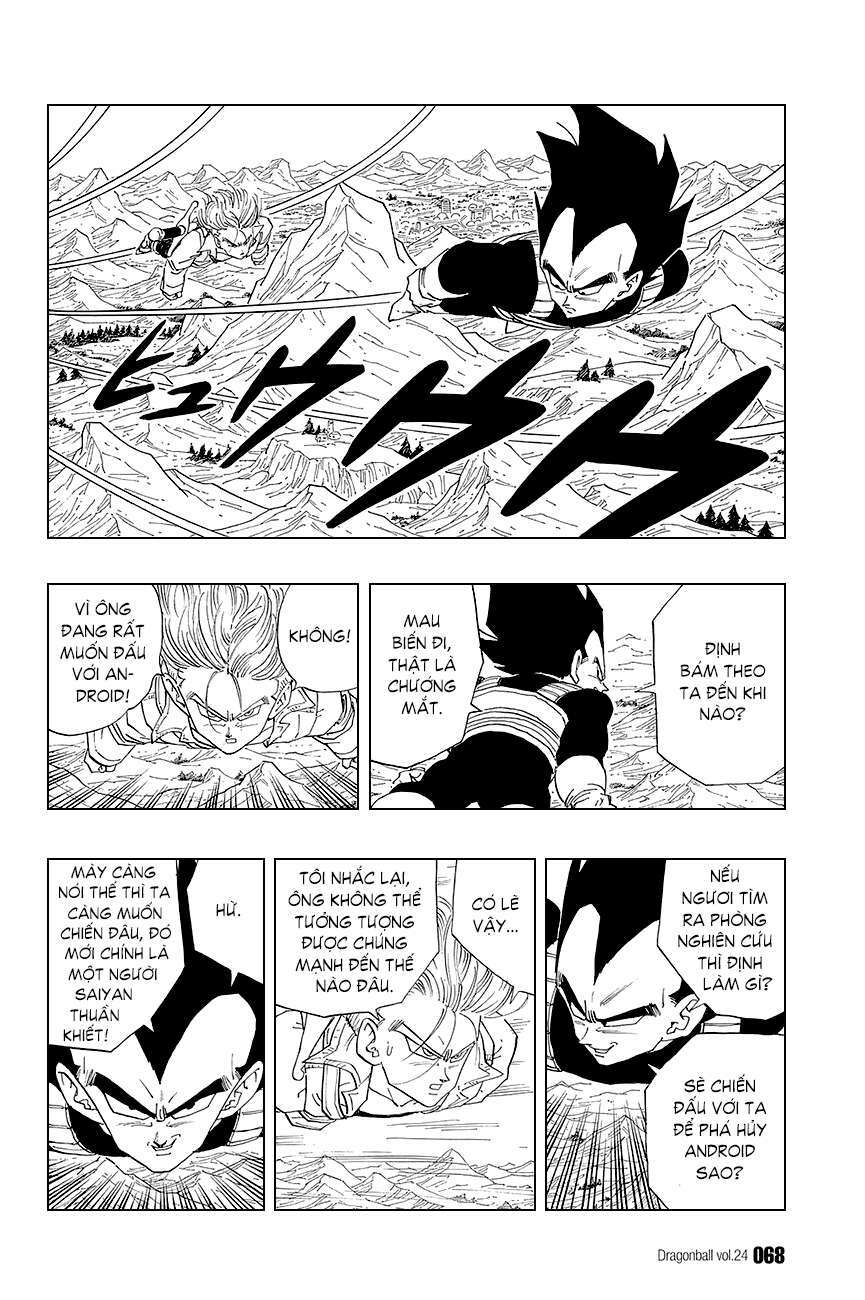 ヒュウウウウ
ĐỊNH
BÁM THEO
TA ĐẾN KHI
NÀO?
MAU
BIẾN ĐI,
THẬT LÀ
CHƯỚNG
MẮT.
KHÔNG!
VÌ ÔNG
ĐANG RẤT
MUỐN ĐẤU
VỚI AN-
DROID!
NẾU
NGƯƠI TÌM
RA PHÒNG
NGHIÊN CỨU
THÌ ĐỊNH
LÀM GÌ?
SẼ CHIẾN
ĐẤU VỚI TA
ĐỂ PHÁ HỦY
ANDROID
SAO?
CÓ LẼ
VẬY...
TÔI NHẮC LẠI,
ÔNG KHÔNG THỂ
TƯỞNG TƯỢNG
ĐƯỢC CHÚNG
MẠNH ĐẾN THẾ
NÀO ĐÂU.
HỪ.
MÀY CÀNG
NÓI THẾ THÌ TA
CÀNG MUỐN
CHIẾN ĐẤU, ĐÓ
MỚI CHÍNH LÀ
MỘT NGƯỜI
SAIYAN
THUẦN
KHIẾT!
Dragonball vol.24 068